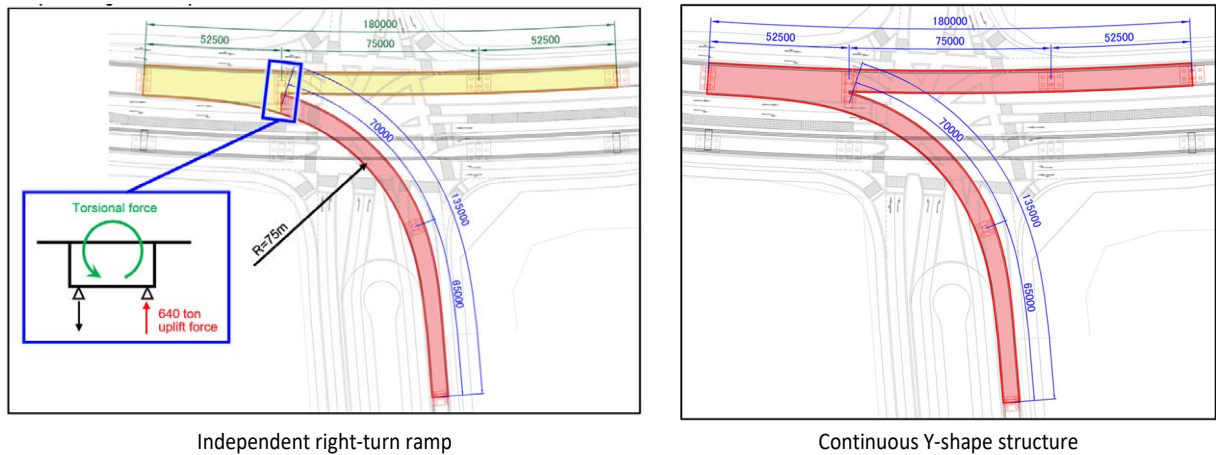 180000
52500
75000
52500
70000
135000
65000
R=75m
Torsional force
640 ton
uplift force
Independent right-turn ramp
180000
52500
75000
52500
70000
135000
65000
Continuous Y-shape structure